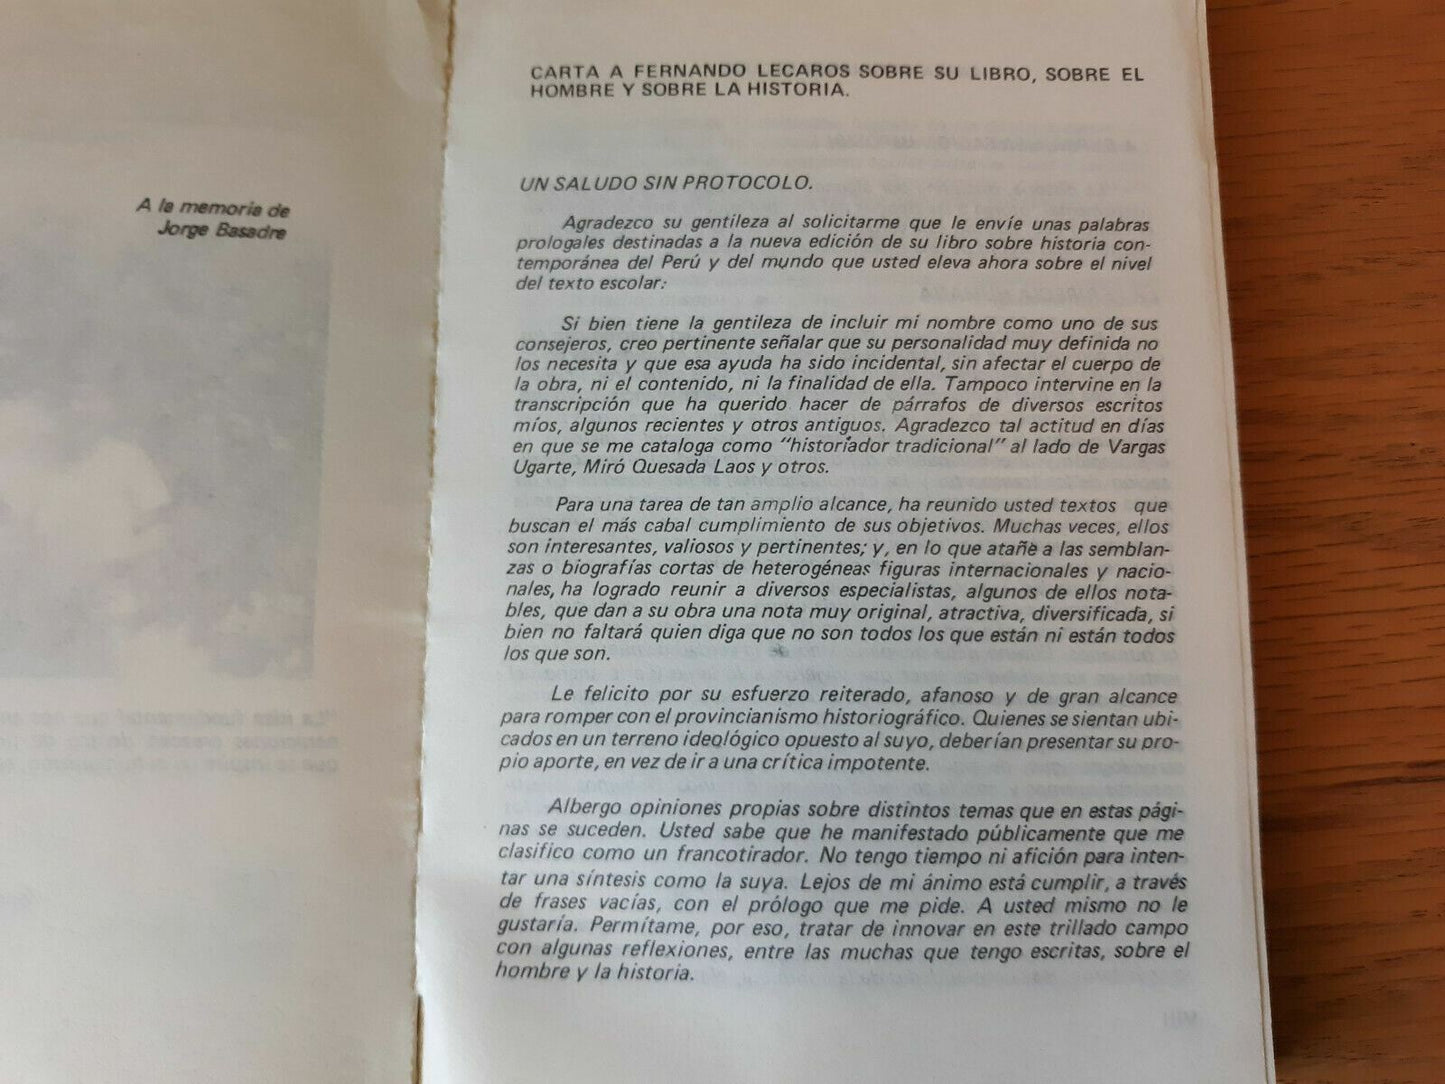 A la memoria de
Jorge Basadre
CARTA A FERNANDO LECAROS SOBRE SU LIBRO, SOBRE EL
HOMBRE Y SOBRE LA HISTORIA.
UN SALUDO SIN PROTOCOLO.
Agradezco su gentileza al solicitarme que le envíe unas palabras
prologales destinadas a la nueva edición de su libro sobre historia con-
temporánea del Perú y del mundo que usted eleva ahora sobre el nivel
del texto escolar:
Si bien tiene la gentileza de incluir mi nombre como uno de sus
consejeros, creo pertinente señalar que su personalidad muy definida no
los necesita y que esa ayuda ha sido incidental, sin afectar el cuerpo de
la obra, ni el contenido, ni la finalidad de ella. Tampoco intervine en la
transcripción que ha querido hacer de párrafos de diversos escritos
míos, algunos recientes y otros antiguos. Agradezco tal actitud en días
en que se me cataloga como "historiador tradicional" al lado de Vargas
Ugarte, Miró Quesada Laos y otros.
Para una tarea de tan amplio alcance, ha reunido usted textos que
buscan el más cabal cumplimiento de sus objetivos. Muchas veces, ellos
son interesantes, valiosos y pertinentes; y, en lo que atañe a las semblan-
zas o biografías cortas de heterogéneas figuras internacionales y nacio-
nales, ha logrado reunir a diversos especialistas, algunos de ellos nota-
bles, que dan a su obra una nota muy original, atractiva, diversificada, si
bien no faltará quien diga que no son todos los que están ni están todos
los que son.
Le felicito por su esfuerzo reiterado, afanoso y de gran alcance
para romper con el provincianismo historiográfico. Quienes se sientan ubi-
cados en un terreno ideológico opuesto al suyo, deberían presentar su pro-
pio aporte, en vez de ir a una crítica impotente.
Albergo opiniones propias sobre distintos temas que en estas pági-
nas se suceden. Usted sabe que he manifestado públicamente que me
clasifico como un francotirador. No tengo tiempo ni afición para inten-
tar una síntesis como la suya. Lejos de mi ánimo está cumplir, a través
de frases vacías, con el prólogo que me pide. A usted mismo no le
gustaría. Permítame, por eso, tratar de innovar en este trillado campo
con algunas reflexiones, entre las muchas que tengo escritas, sobre el
hombre y la historia.